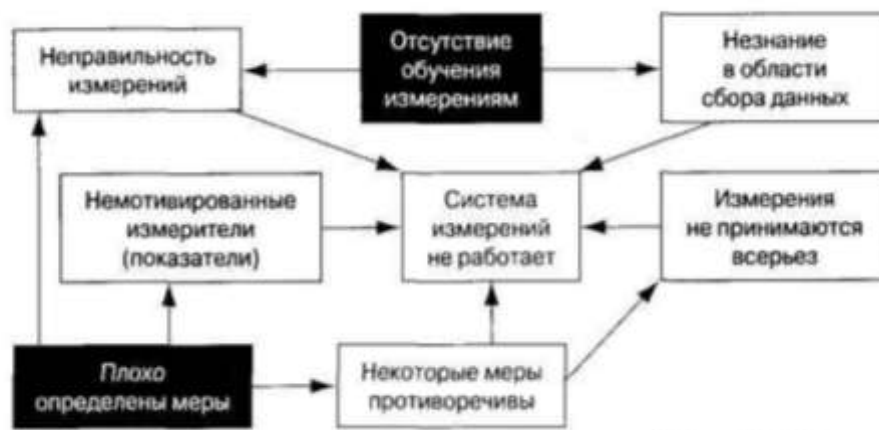 Неправильность
измерений
Отсутствие
обучения
измерениям
Незнание
в области
сбора данных
Немотивированные
измерители
(показатели)
Система
измерений
не работает
Измерения
не принимаются
всерьез
Плохо
определены меры
Некоторые меры
противоречивы